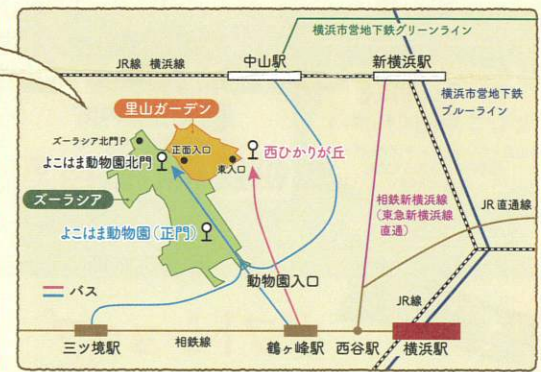 横浜市営地下鉄グリーンライン
JR線 横浜線
中山駅
新横浜駅
横浜市営地下鉄
ブルーライン
里山ガーデン
ズーラシア北門P
正面入口
よこはま動物園北門
東入口
西ひかりが丘
ズーラシア
相鉄新横浜線
(東急新横浜線
直通)
JR直通線
よこはま動物園(正門)
動物園入口
バス
JR線
相鉄線
三ツ境駅
鶴ヶ峰駅
西谷駅
横浜駅